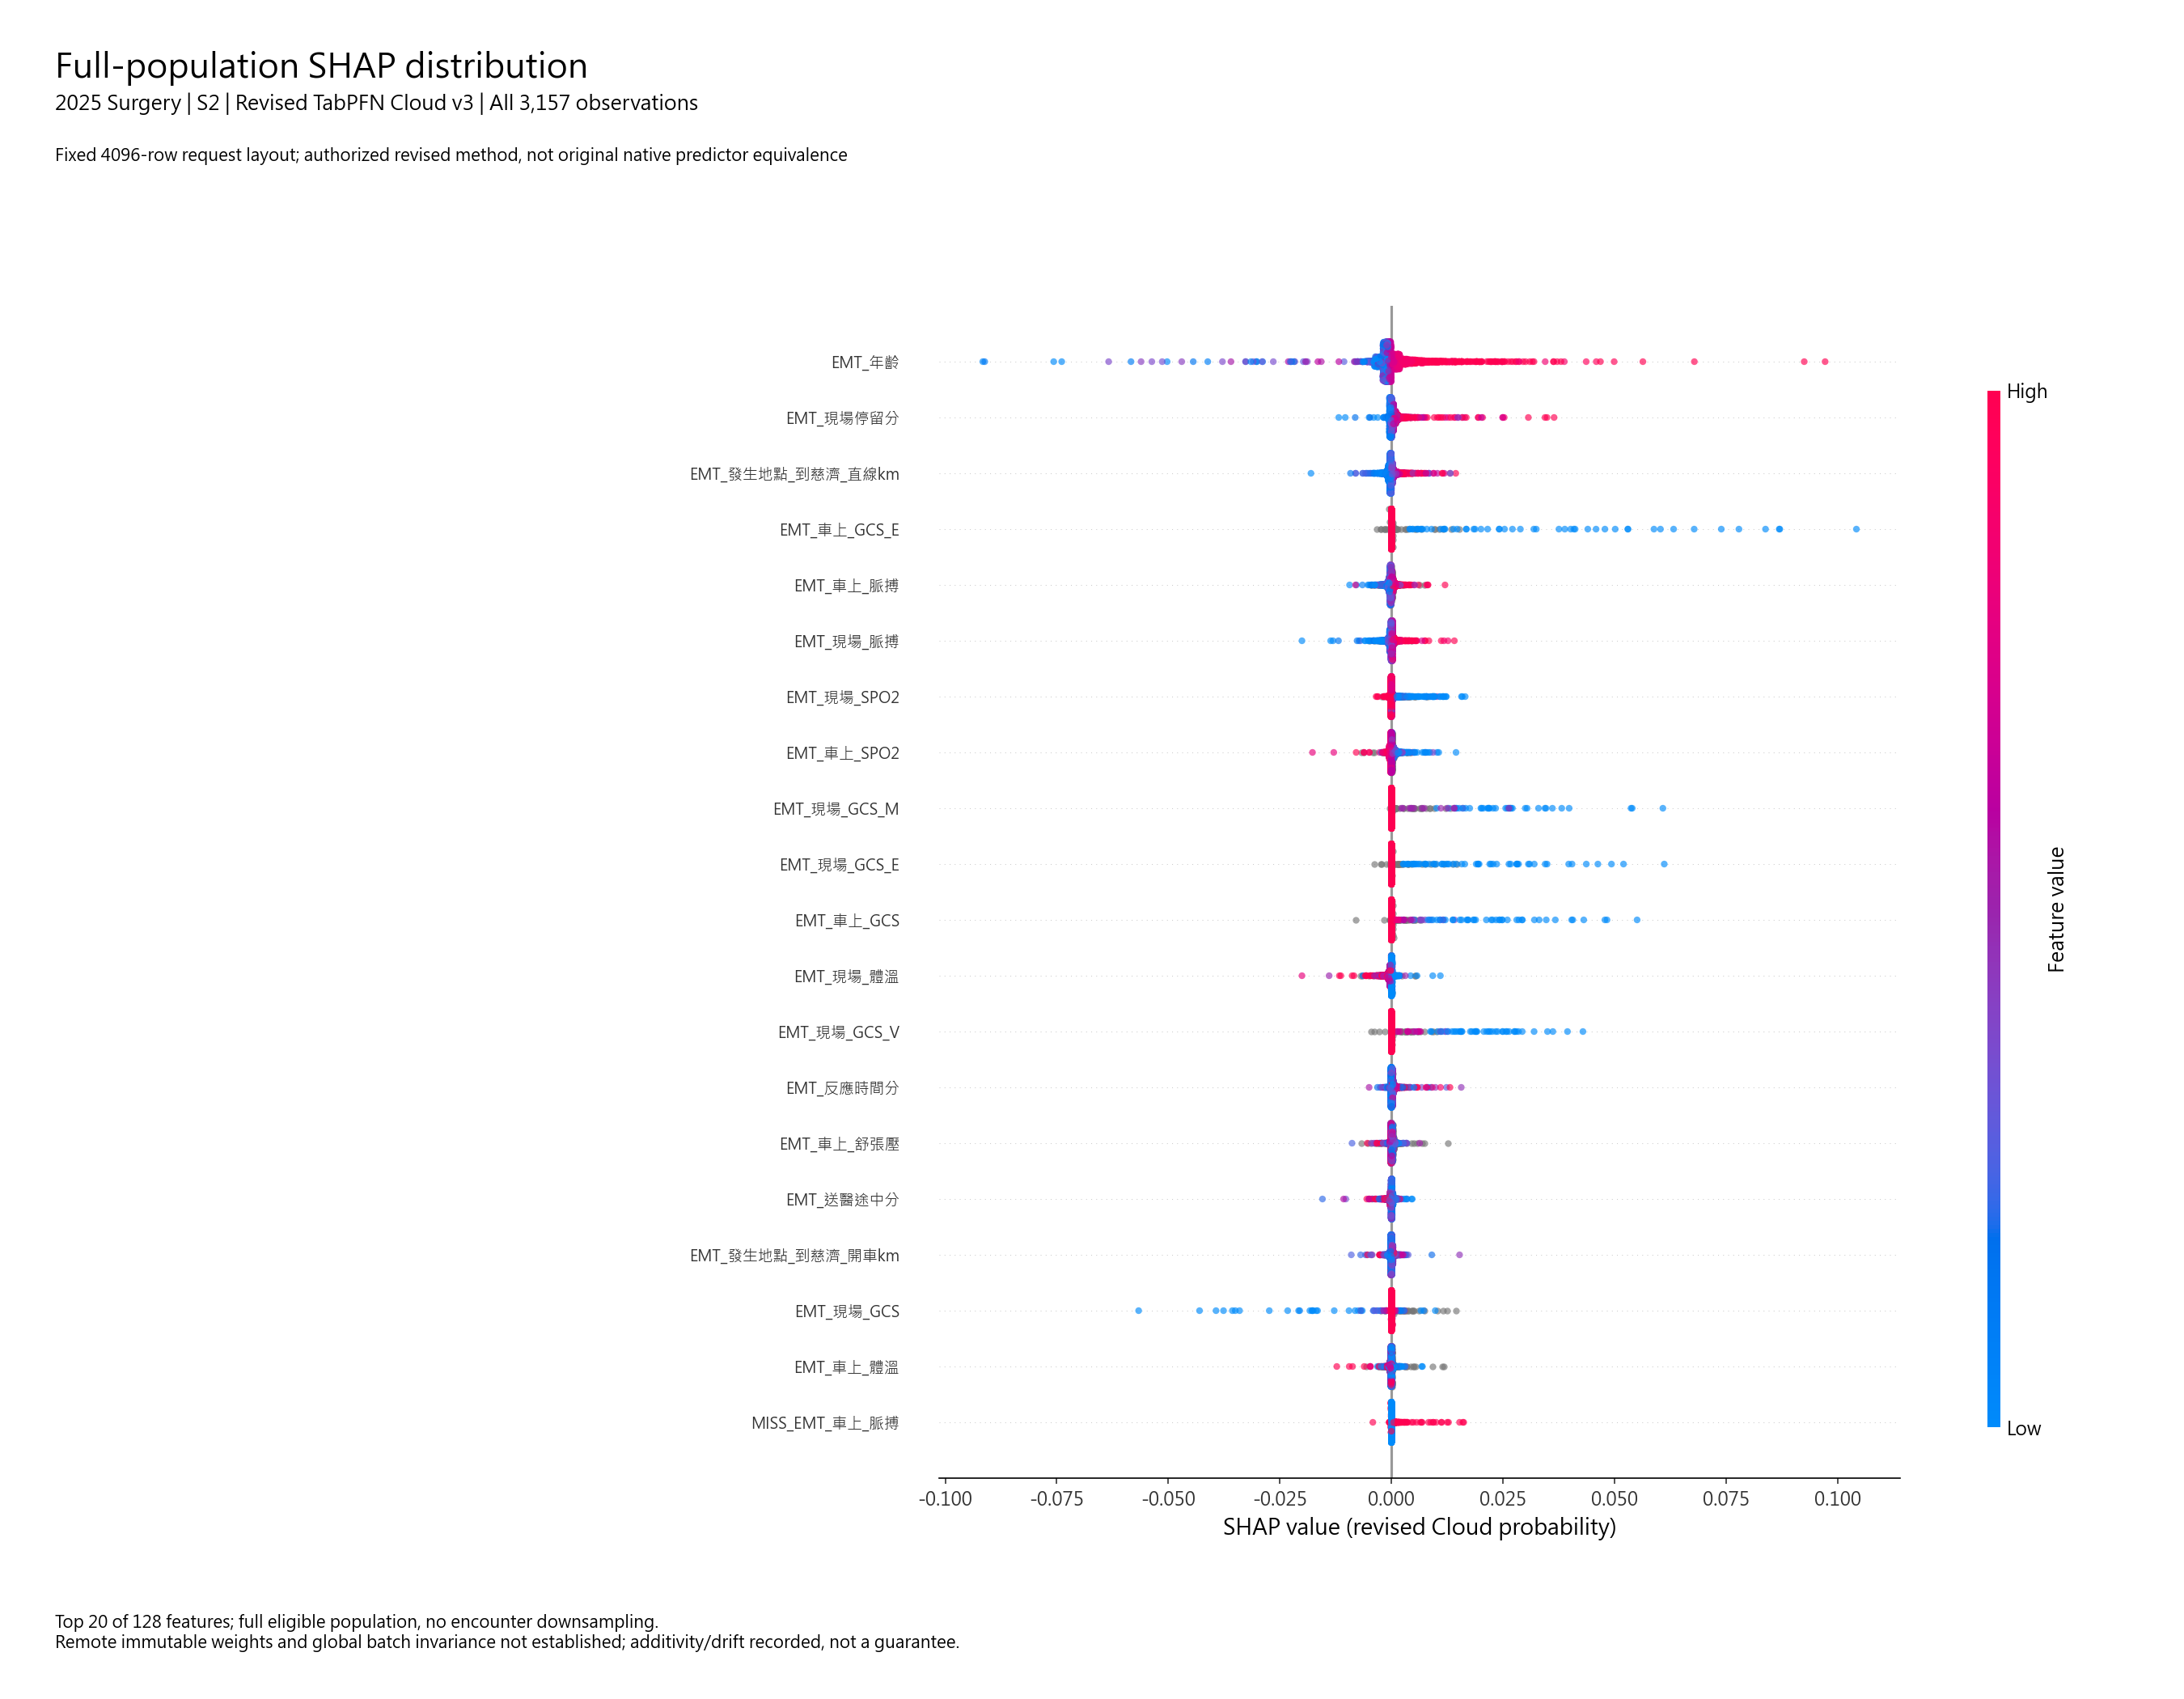 Full-population SHAP distribution
2025 Surgery | S2 | Revised TabPFN Cloud v3 | All 3,157 observations
Fixed 4096-row request layout; authorized revised method, not original native predictor equivalence
EMT_年齡
EMT_現場停留分
EMT_發生地點_到慈濟_直線km
EMT_車上_GCS_E
EMT_車上_脈搏
EMT_現場_脈搏
EMT_現場_SPO2
EMT_車上_SPO2
EMT_現場_GCS_M
EMT_現場_GCS_E
EMT_車上_GCS
EMT_現場_體溫
EMT_現場_GCS_V
EMT_反應時間分
EMT_車上_舒張壓
EMT_送醫途中分
EMT_發生地點_到慈濟_開車km
EMT_現場_GCS
EMT_車上_體溫
MISS_EMT_車上_脈搏
-0.100 -0.075 -0.050 -0.025 0.000 0.025 0.050 0.075 0.100
SHAP value (revised Cloud probability)
High
Feature value
Low
Top 20 of 128 features; full eligible population, no encounter downsampling.
Remote immutable weights and global batch invariance not established; additivity/drift recorded, not a guarantee.